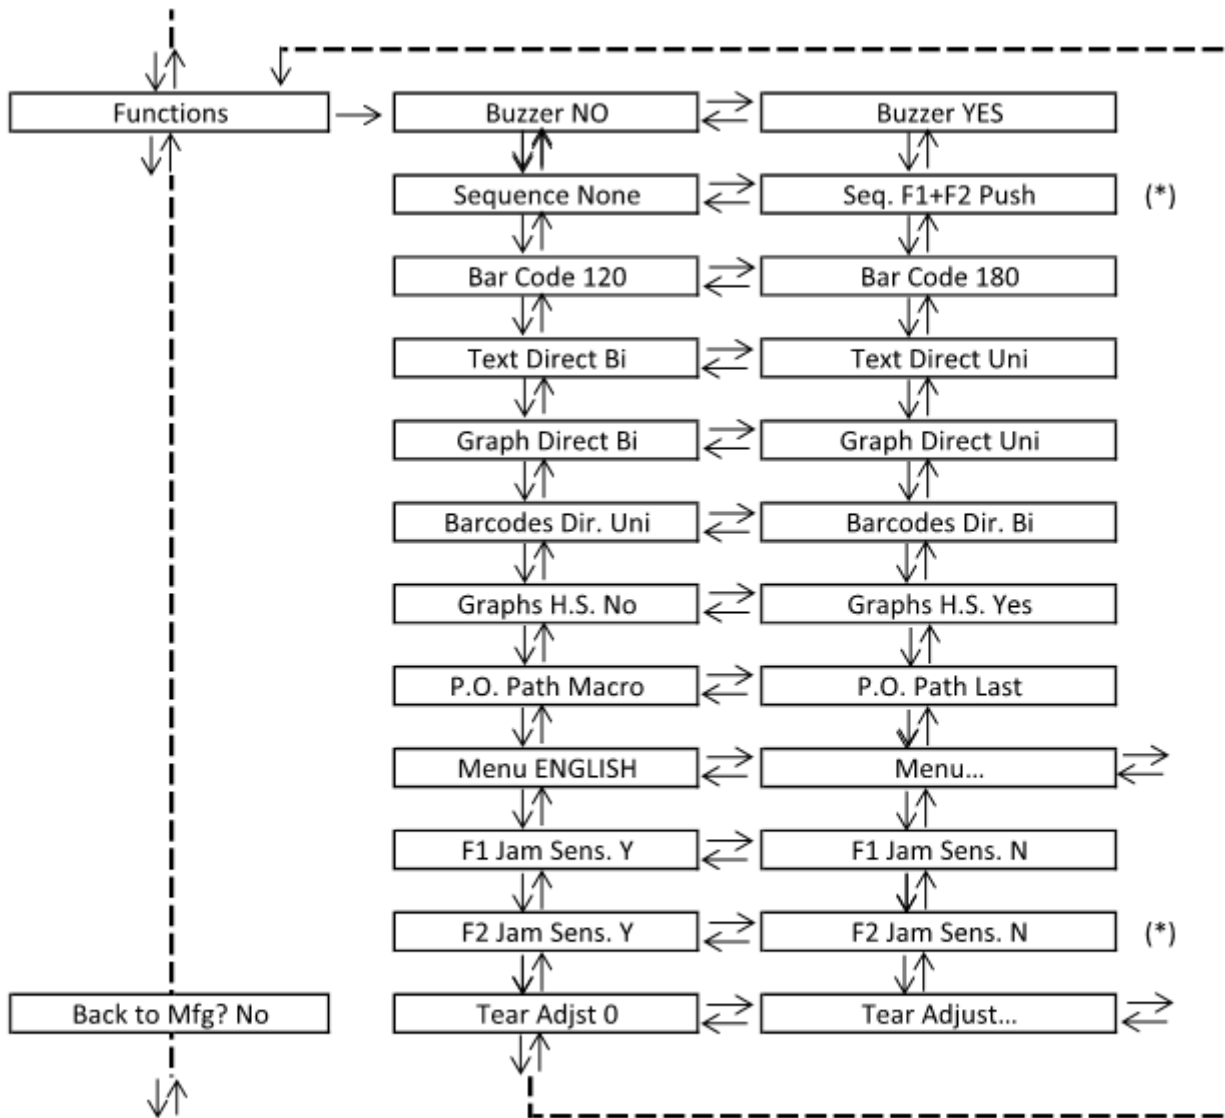 Functions
Buzzer NO
Buzzer YES
Sequence None
Seq. F1+F2 Push
(*)
Bar Code 120
Bar Code 180
Text Direct Bi
Text Direct Uni
Graph Direct Bi
Graph Direct Uni
Barcodes Dir. Uni
Barcodes Dir. Bi
Graphs H.S. No
Graphs H.S. Yes
P.O. Path Macro
P.O. Path Last
Menu ENGLISH
Menu...
F1 Jam Sens. Y
F1 Jam Sens. N
F2 Jam Sens. Y
F2 Jam Sens. N
(*)
Back to Mfg? No
Tear Adjst 0
Tear Adjust...